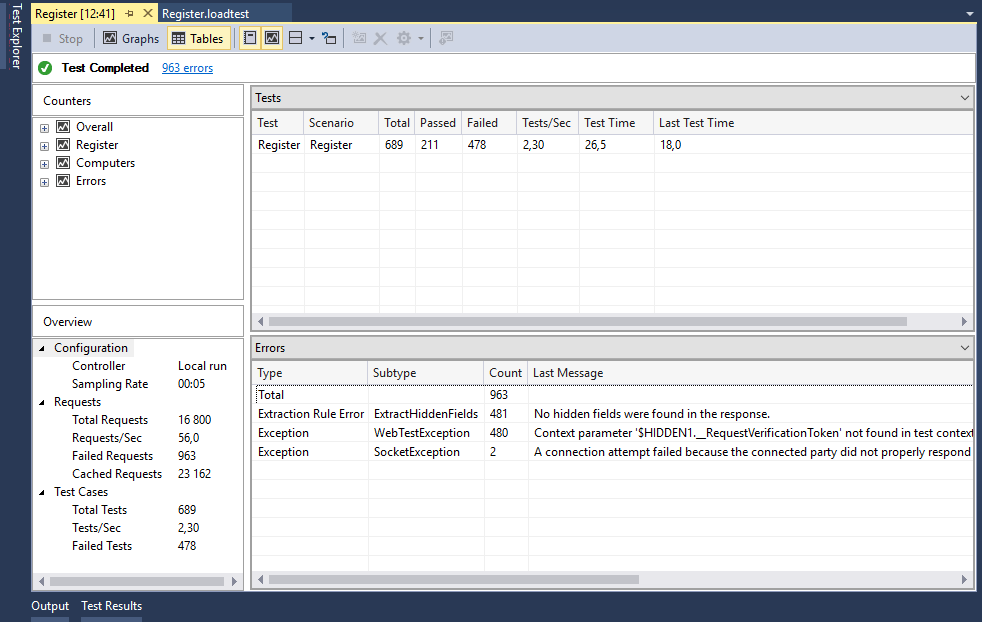 Test Explorer
Register [12:41] Register.loadtest
Stop Graphs Tables
Test Completed 963 errors
Counters
Overall
Register
Computers
Errors
Tests
Test Scenario Total Passed Failed Tests/Sec Test Time Last Test Time
Register Register 689 211 478 2,30 26,5 18,0
Overview
Configuration
Controller Local run
Sampling Rate 00:05
Requests
Total Requests 16 800
Requests/Sec 56,0
Failed Requests 963
Cached Requests 23 162
Test Cases
Total Tests 689
Tests/Sec 2,30
Failed Tests 478
Errors
Type Subtype Count Last Message
Total 963
Extraction Rule Error ExtractHiddenFields 481 No hidden fields were found in the response.
Exception WebTestException 480 Context parameter '$HIDDEN1.__RequestVerificationToken' not found in test context
Exception SocketException 2 A connection attempt failed because the connected party did not properly respond
Output Test Results